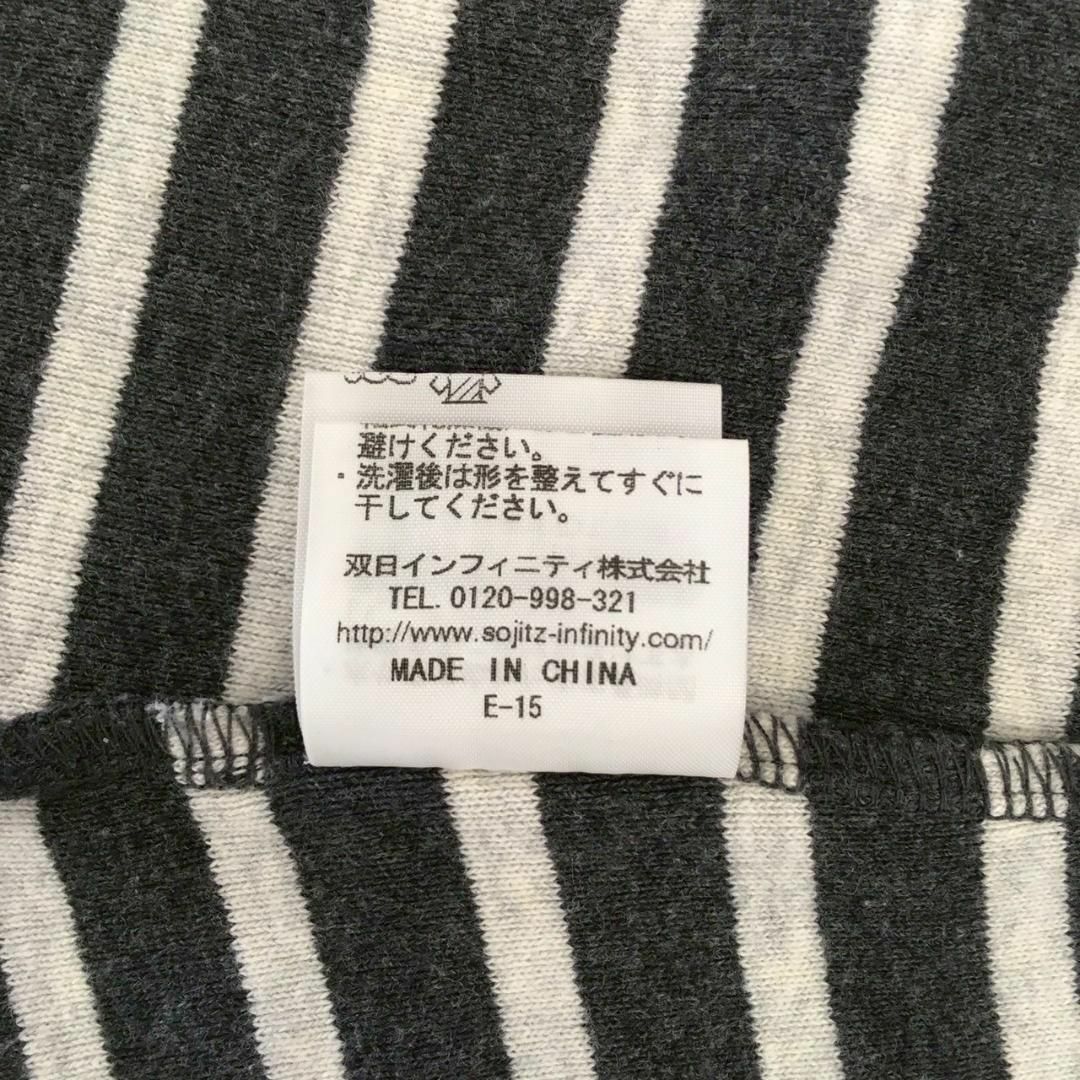 避けください。
・洗濯後は形を整えてすぐに
干してください。
双日インフィニティ株式会社
TEL. 0120-998-321
http://www.sojitz-infinity.com/
MADE IN CHINA
E-15